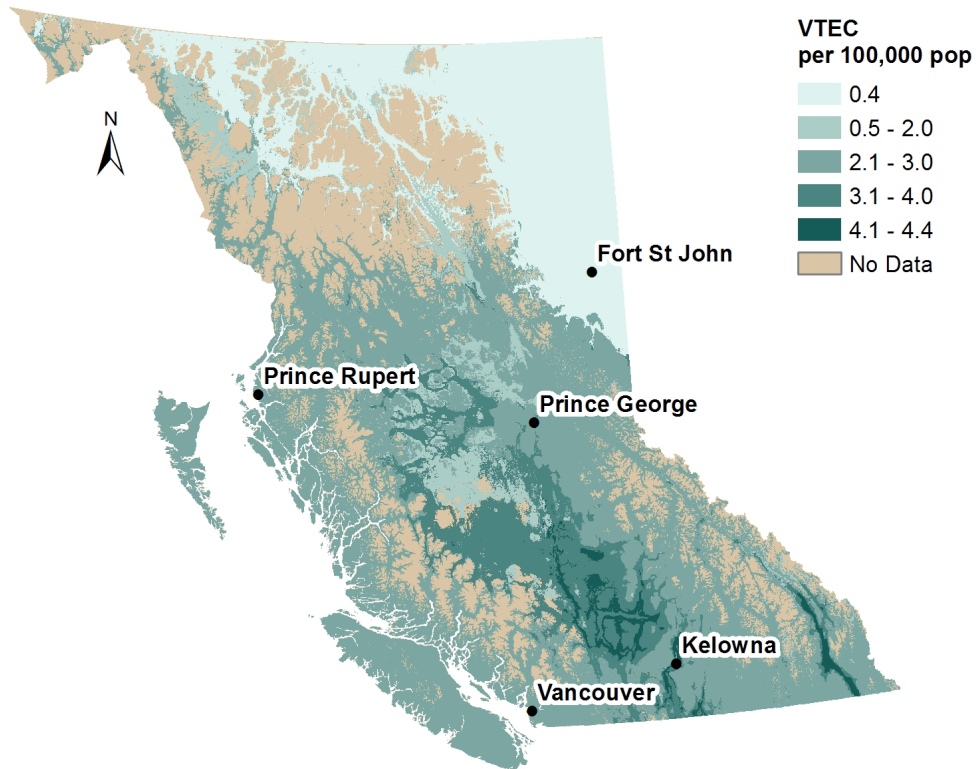 VTEC
per 100,000 pop
0.4
0.5 - 2.0
2.1 - 3.0
3.1 - 4.0
4.1 - 4.4
No Data
N
Fort St John
Prince Rupert
Prince George
Kelowna
Vancouver